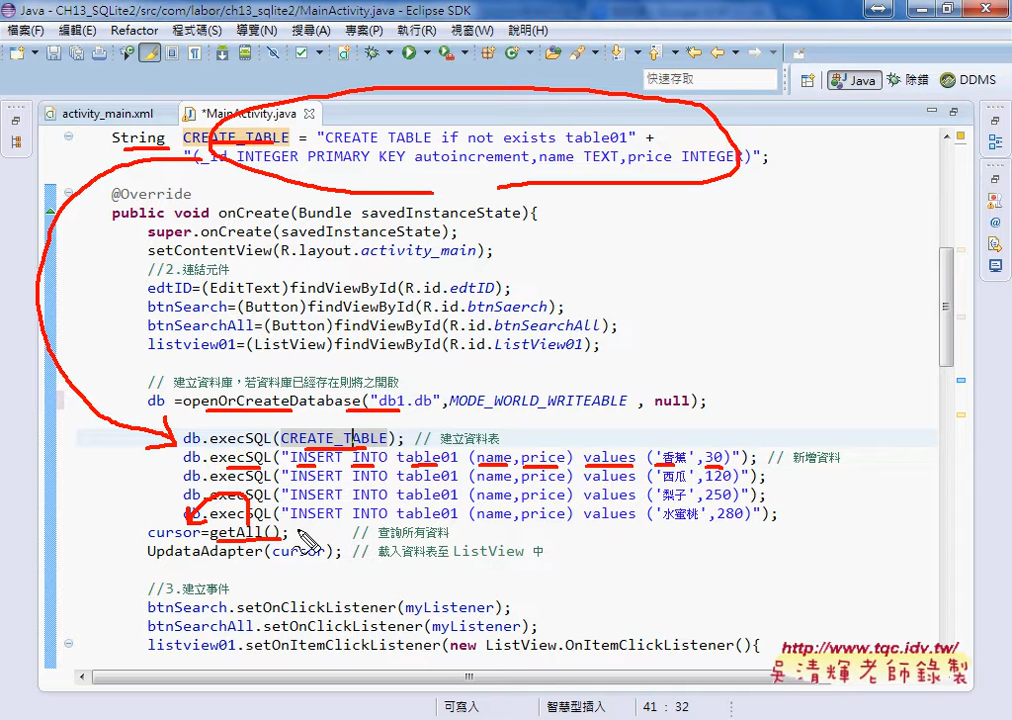 Java - CH13_SQLite2/src/com/labor/ch13_sqlite2/MainActivity.java - Eclipse SDK
檔案(F) 編輯(E) Refactor 程式碼(S) 導覽(N) 搜尋(A) 專案(P) 執行(R) 視窗(W) 說明(H)
快速存取 Java 除錯 DDMS
activity_main.xml *MainActivity.java
String CREATE_TABLE = "CREATE TABLE if not exists table01" +
"(_id INTEGER PRIMARY KEY autoincrement,name TEXT,price INTEGER)";
@Override
public void onCreate(Bundle savedInstanceState){
super.onCreate(savedInstanceState);
setContentView(R.layout.activity_main);
//2.連結元件
edtID=(EditText)findViewById(R.id.edtID);
btnSearch=(Button)findViewById(R.id.btnSaerch);
btnSearchAll=(Button)findViewById(R.id.btnSearchAll);
listview01=(ListView)findViewById(R.id.ListView01);
// 建立資料庫，若資料庫已經存在則將之開啟
db =openOrCreateDatabase("db1.db",MODE_WORLD_WRITEABLE , null);
db.execSQL(CREATE_TABLE); // 建立資料表
db.execSQL("INSERT INTO table01 (name,price) values ('香蕉',30)"); // 新增資料
db.execSQL("INSERT INTO table01 (name,price) values ('西瓜',120)");
db.execSQL("INSERT INTO table01 (name,price) values ('梨子',250)");
db.execSQL("INSERT INTO table01 (name,price) values ('水蜜桃',280)");
cursor=getAll(); // 查詢所有資料
UpdataAdapter(cursor); // 載入資料表至 ListView 中
//3.建立事件
btnSearch.setOnClickListener(myListener);
btnSearchAll.setOnClickListener(myListener);
listview01.setOnItemClickListener(new ListView.OnItemClickListener(){
http://www.tqc.idv.tw/
吳清輝老師錄製
可寫入 智慧型插入 41 : 32